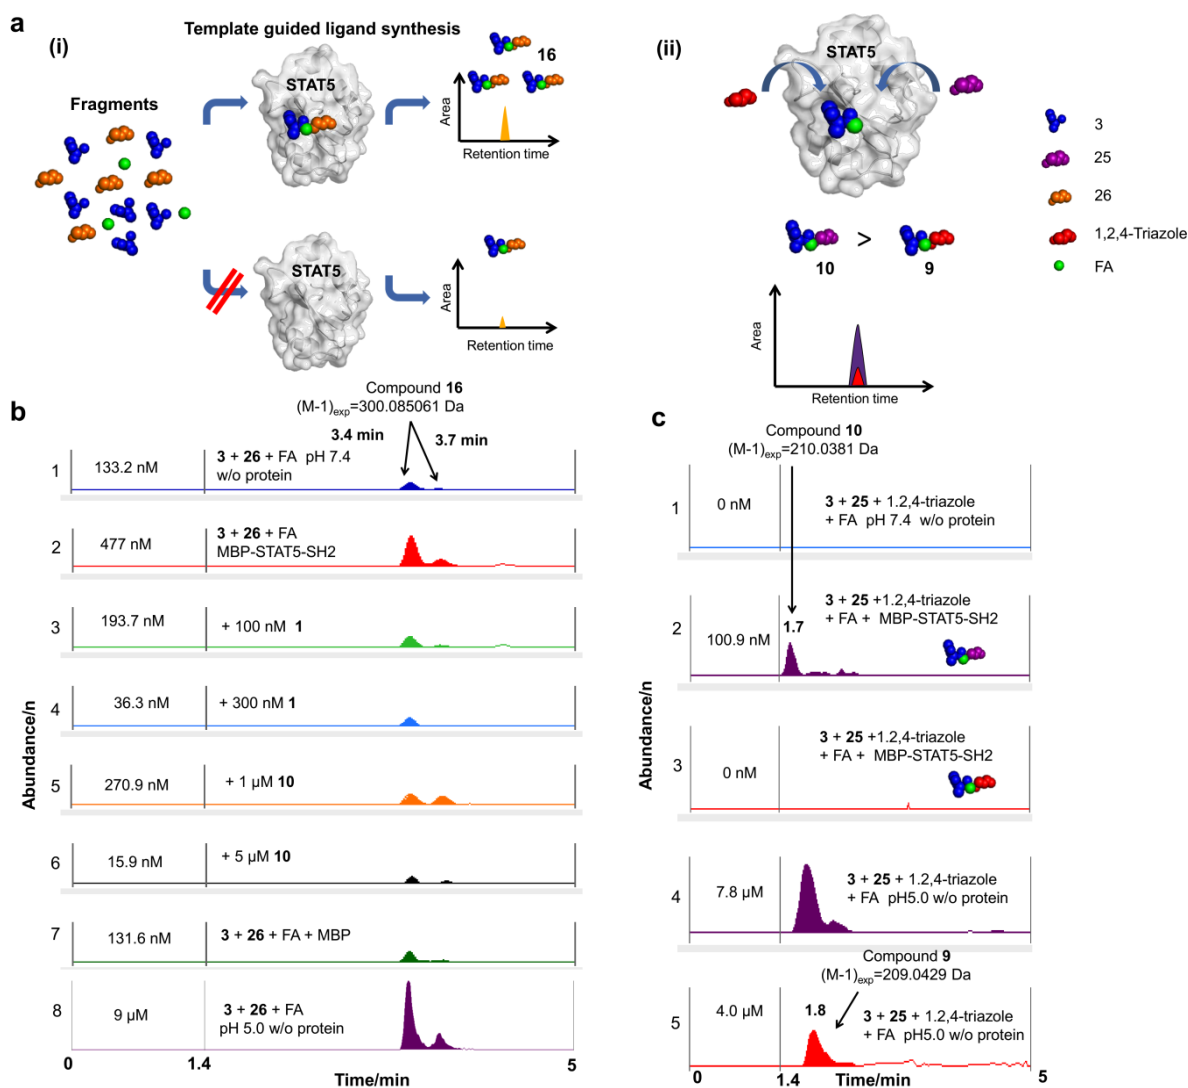 a
(i)
Template guided ligand synthesis
Fragments
STAT5
16
Area
Retention time
STAT5
Area
Retention time
(ii)
STAT5
3
25
26
1,2,4-Triazole
FA
10 > 9
Area
Retention time
b
Compound 16
(M-1)exp=300.085061 Da
3.4 min
3.7 min
Abundance/n
1
133.2 nM
3 + 26 + FA pH 7.4
w/o protein
2
477 nM
3 + 26 + FA
MBP-STAT5-SH2
3
193.7 nM
+ 100 nM 1
4
36.3 nM
+ 300 nM 1
5
270.9 nM
+ 1 µM 10
6
15.9 nM
+ 5 µM 10
7
131.6 nM
3 + 26 + FA + MBP
8
9 µM
3 + 26 + FA
pH 5.0 w/o protein
0
1.4
Time/min
5
c
Compound 10
(M-1)exp=210.0381 Da
Abundance/n
1
0 nM
3 + 25 + 1.2,4-triazole
+ FA pH 7.4 w/o protein
2
100.9 nM
1.7
3 + 25 +1.2,4-triazole
+ FA + MBP-STAT5-SH2
3
0 nM
3 + 25 +1.2,4-triazole
+ FA + MBP-STAT5-SH2
4
7.8 µM
3 + 25 + 1.2,4-triazole
+ FA pH5.0 w/o protein
Compound 9
(M-1)exp=209.0429 Da
5
4.0 µM
1.8
3 + 25 + 1.2,4-triazole
+ FA pH5.0 w/o protein
0
1.4
Time/min
5